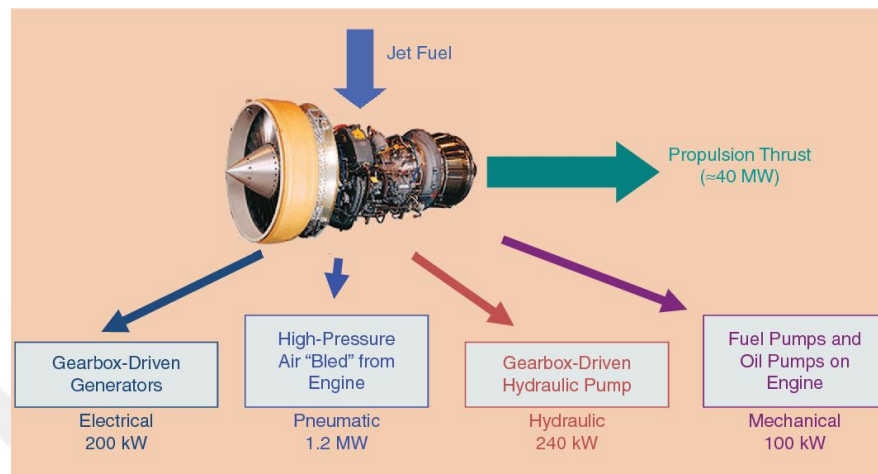 Jet Fuel
Propulsion Thrust
(≈40 MW)
Gearbox-Driven
Generators
Electrical
200 kW
High-Pressure
Air “Bled” from
Engine
Pneumatic
1.2 MW
Gearbox-Driven
Hydraulic Pump
Hydraulic
240 kW
Fuel Pumps and
Oil Pumps on
Engine
Mechanical
100 kW